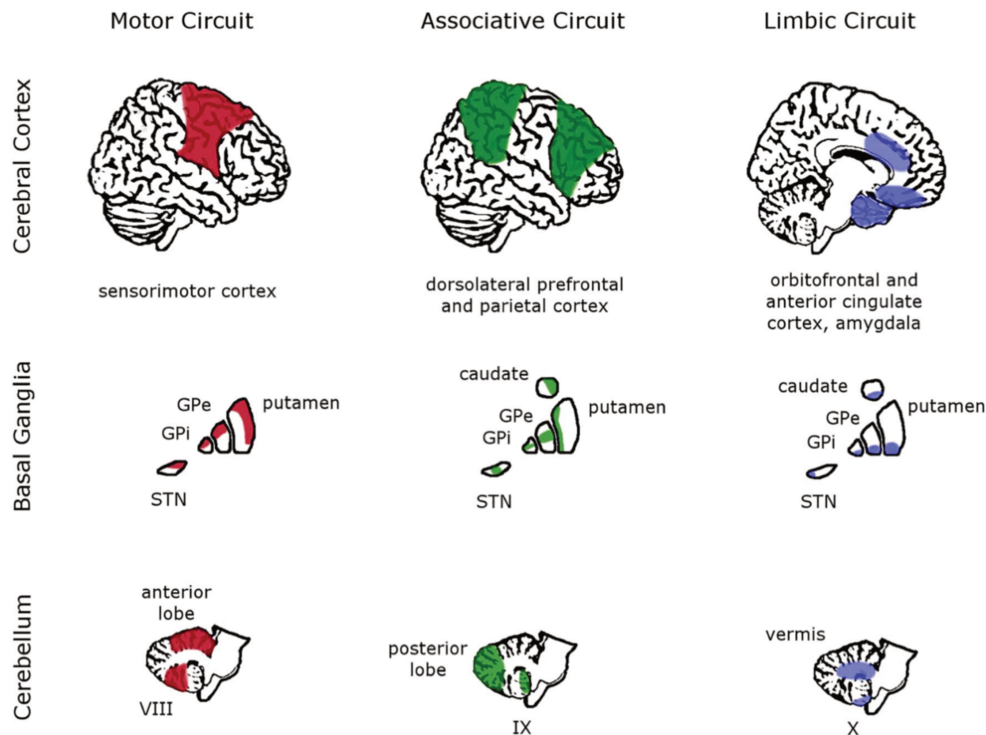 Motor Circuit
Associative Circuit
Limbic Circuit
Cerebral Cortex
sensorimotor cortex
dorsolateral prefrontal
and parietal cortex
orbitofrontal and
anterior cingulate
cortex, amygdala
Basal Ganglia
GPe
putamen
GPi
STN
caudate
GPe
putamen
GPi
STN
caudate
GPe
putamen
GPi
STN
Cerebellum
anterior
lobe
VIII
posterior
lobe
IX
vermis
X